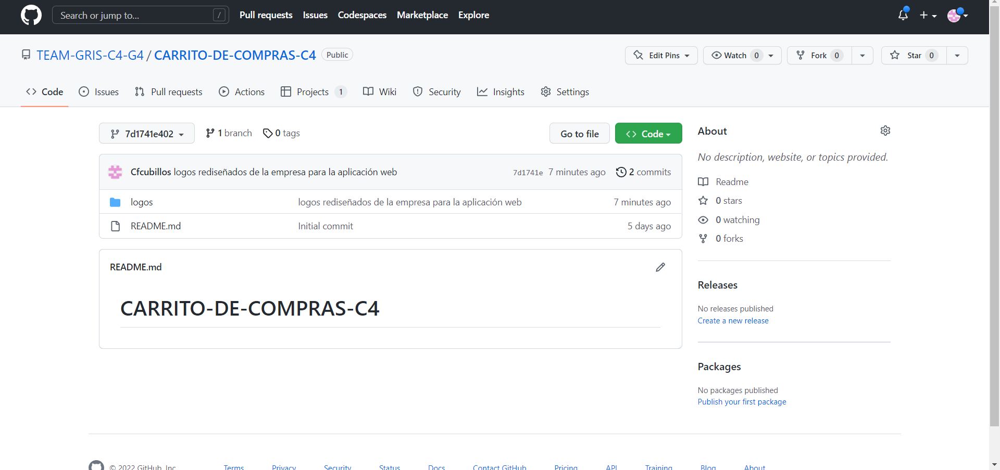 Search or jump to... /
Pull requests Issues Codespaces Marketplace Explore
TEAM-GRIS-C4-G4 / CARRITO-DE-COMPRAS-C4 Public
Edit Pins Watch 0 Fork 0 Star 0
Code Issues Pull requests Actions Projects 1 Wiki Security Insights Settings
7d1741e402 1 branch 0 tags Go to file Code
Cfcubillos logos rediseñados de la empresa para la aplicación web 7d1741e 7 minutes ago 2 commits
logos logos rediseñados de la empresa para la aplicación web 7 minutes ago
README.md Initial commit 5 days ago
README.md
CARRITO-DE-COMPRAS-C4
About
No description, website, or topics provided.
Readme
0 stars
0 watching
0 forks
Releases
No releases published
Create a new release
Packages
No packages published
Publish your first package
© 2022 GitHub, Inc. Terms Privacy Security Status Docs Contact GitHub Pricing API Training Blog About